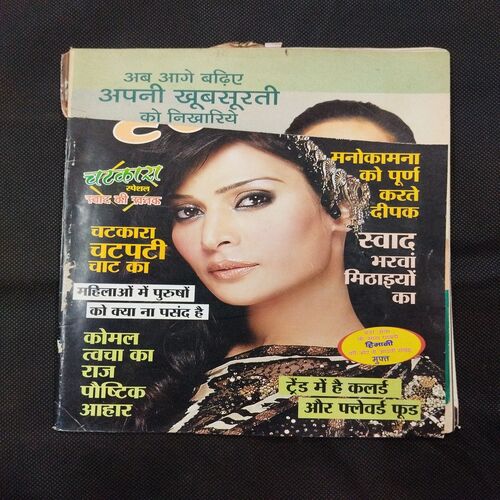 अब आगे बढ़िए
अपनी खूबसूरती
को निखारिये
चटकारा
स्पेशल
स्वाद की खनक
मनोकामना
को पूर्ण
करते
दीपक
चटकारा
चटपटी
चाट का
स्वाद
भरवां
मिठाइयों
का
महिलाओं में पुरुषों
को क्या ना पसंद है
हिमानी
मुफ्त
कोमल
त्वचा का
राज
पौष्टिक
आहार
ट्रेंड में है कलर्ड
और फ्लेवर्ड फूड